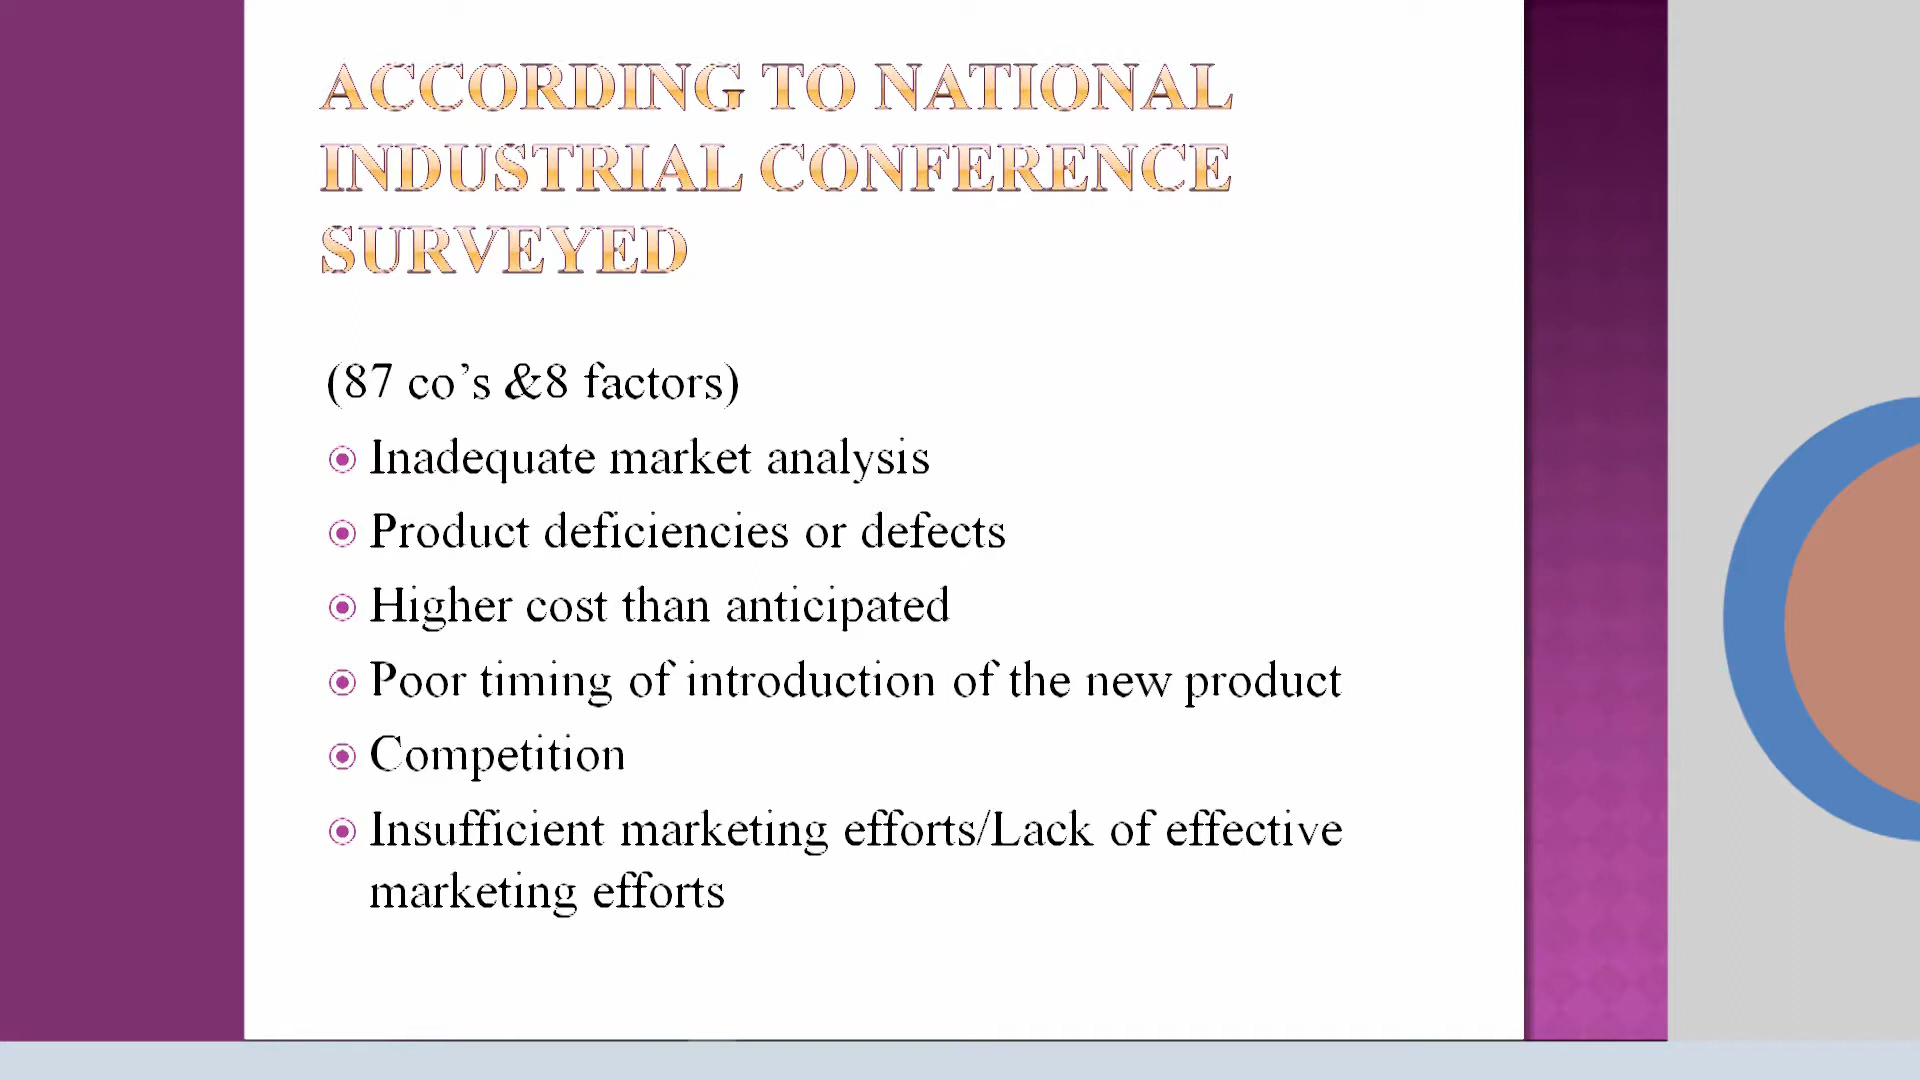 ACCORDING TO NATIONAL
INDUSTRIAL CONFERENCE
SURVEYED
(87 co’s &8 factors)
Inadequate market analysis
Product deficiencies or defects
Higher cost than anticipated
Poor timing of introduction of the new product
Competition
Insufficient marketing efforts/Lack of effective
marketing efforts